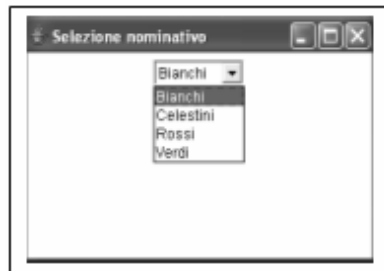 Selezione nominativo
Bianchi
Bianchi
Celestini
Rossi
Verdi